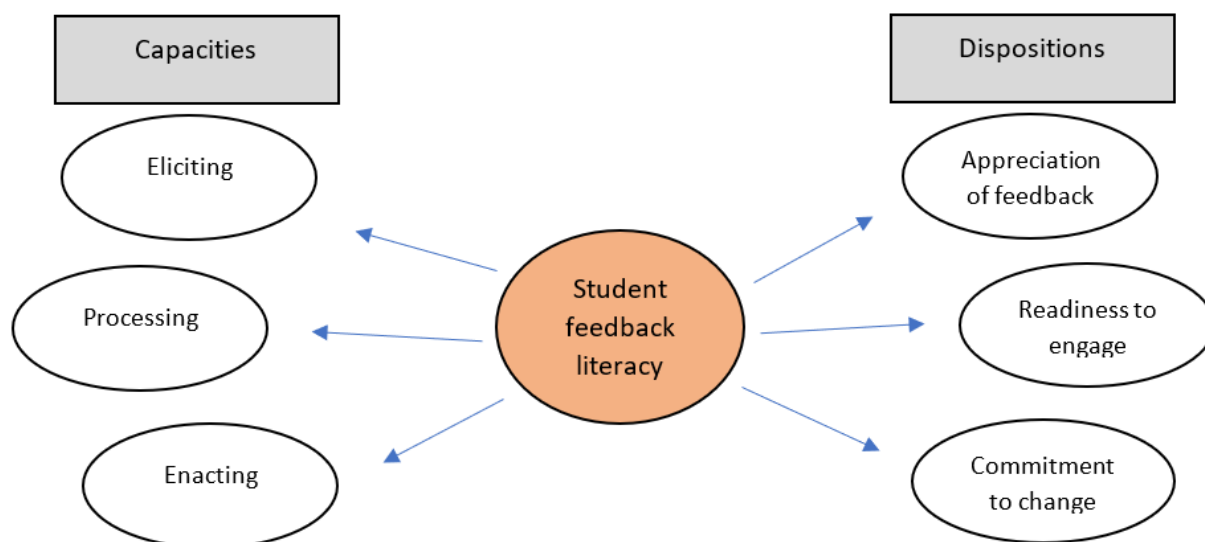 Capacities
Dispositions
Eliciting
Appreciation
of feedback
Processing
Student
feedback
literacy
Readiness to
engage
Enacting
Commitment
to change